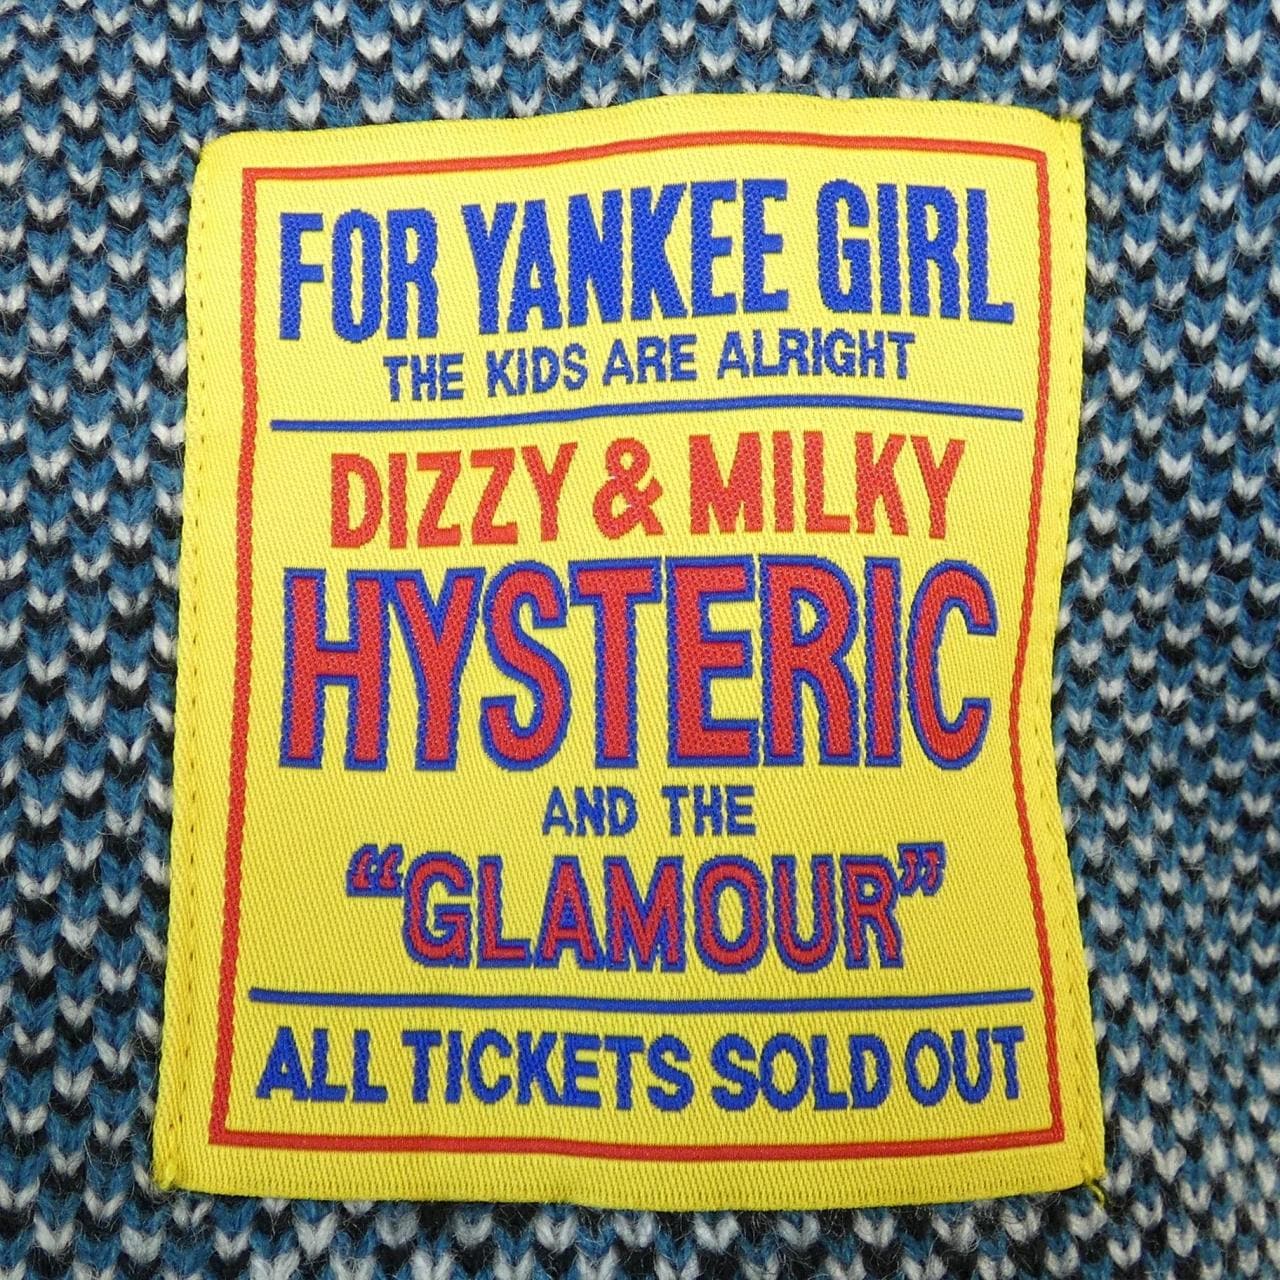 FOR YANKEE GIRL
THE KIDS ARE ALRIGHT
DIZZY & MILKY
HYSTERIC
AND THE
“GLAMOUR”
ALL TICKETS SOLD OUT